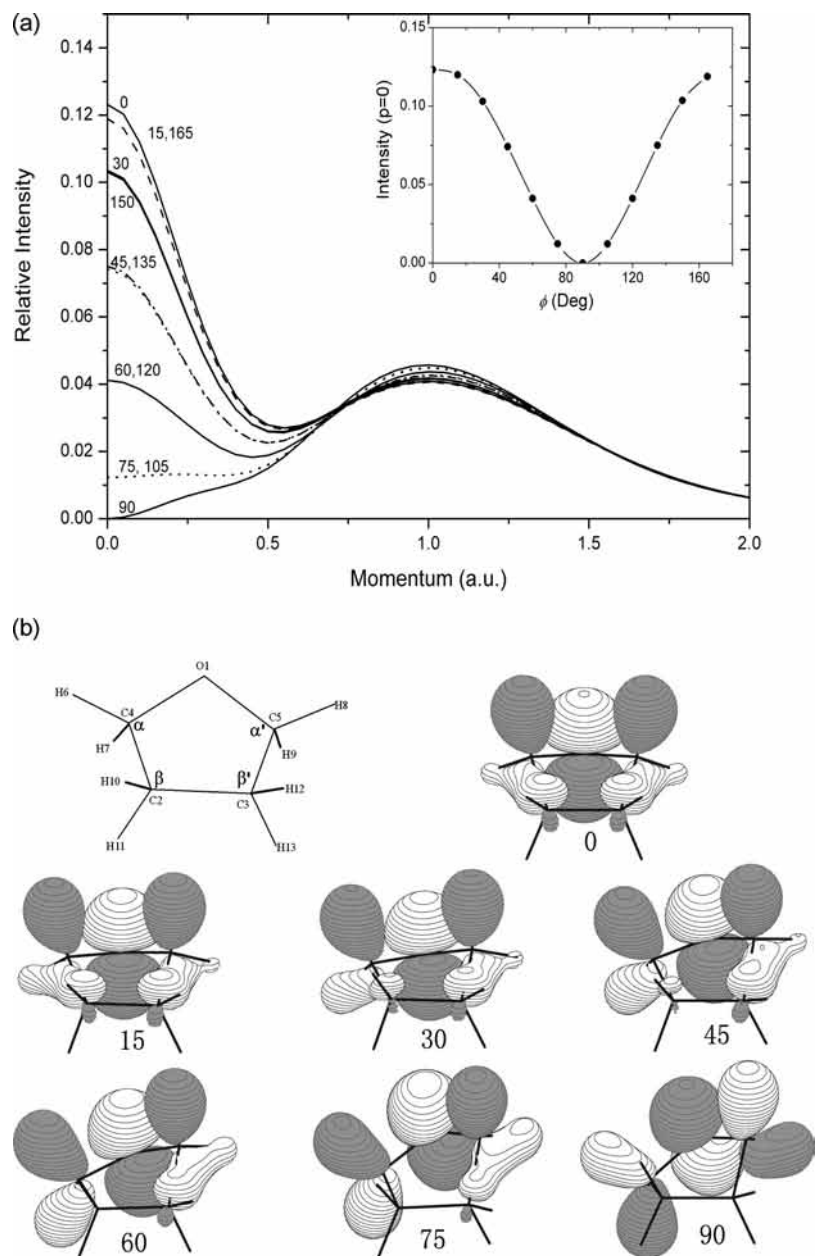 (a)
0.14
0.12
0.10
0.08
0.06
0.04
0.02
0.00
Relative Intensity
0
15,165
30
150
45,135
60,120
75, 105
90
0.0
0.5
1.0
1.5
2.0
Momentum (a.u.)
0.15
0.10
0.05
0.00
Intensity (p=0)
0
40
80
120
160
ϕ (Deg)
(b)
O1
H6
C4
α
C5
α'
H8
H7
H9
H10
β
β'
H12
C2
C3
H11
H13
0
15
30
45
60
75
90